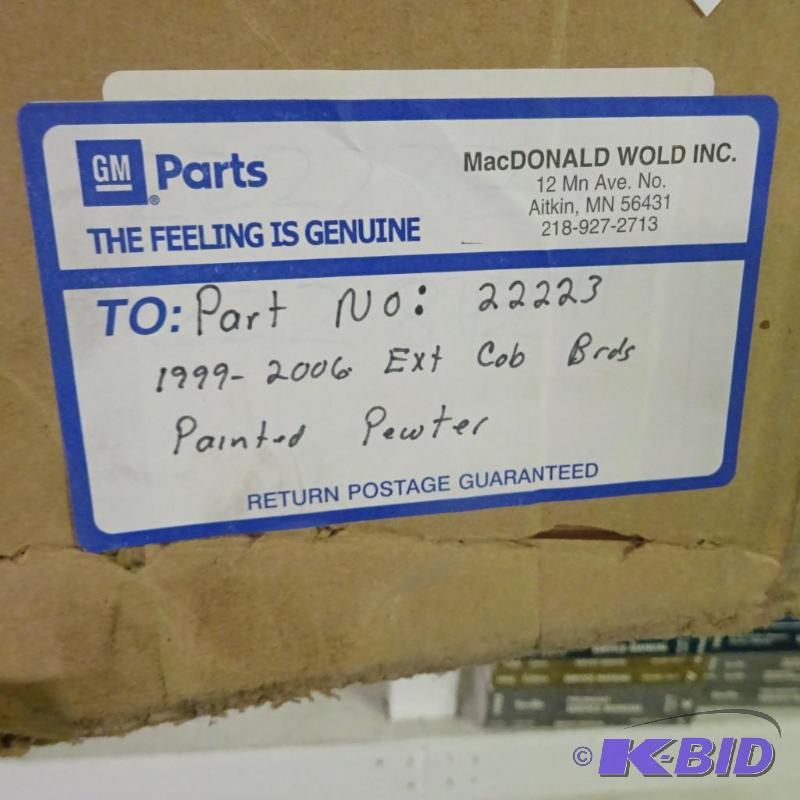 GM Parts
®
THE FEELING IS GENUINE
MacDONALD WOLD INC.
12 Mn Ave. No.
Aitkin, MN 56431
218-927-2713
TO: Part No: 22223
1999-2006 Ext Cab Brds
Painted Pewter
RETURN POSTAGE GUARANTEED
© K-BID